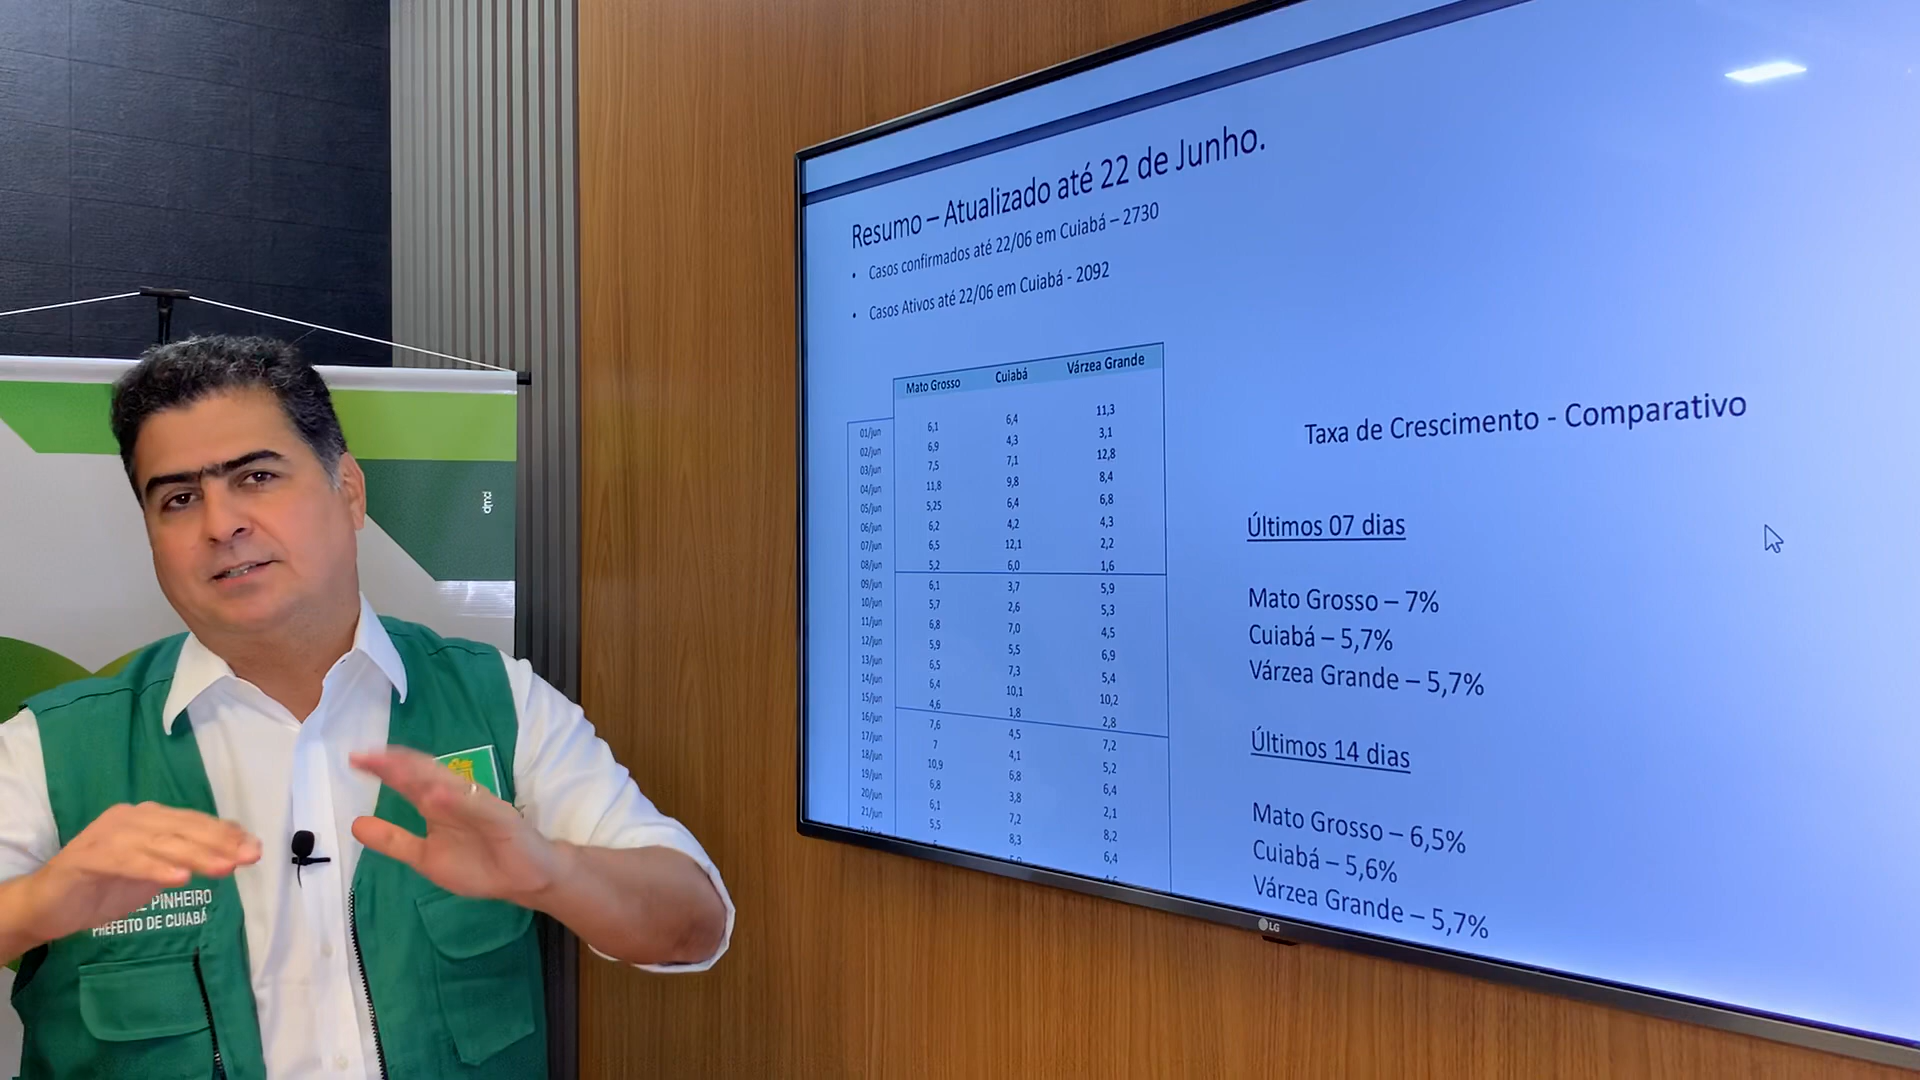 Resumo – Atualizado até 22 de Junho.
• Casos confirmados até 22/06 em Cuiabá – 2730
• Casos Ativos até 22/06 em Cuiabá - 2092
Mato Grosso Cuiabá Várzea Grande
01/jun 6,1 6,4 11,3
02/jun 6,9 4,3 3,1
03/jun 7,5 7,1 12,8
04/jun 11,8 9,8 8,4
05/jun 5,25 6,4 6,8
06/jun 6,2 4,2 4,3
07/jun 6,5 12,1 2,2
08/jun 5,2 6,0 1,6
09/jun 6,1 3,7 5,9
10/jun 5,7 2,6 5,3
11/jun 6,8 7,0 4,5
12/jun 5,9 5,5 6,9
13/jun 6,5 7,3 5,4
14/jun 6,4 10,1 10,2
15/jun 4,6 1,8 2,8
16/jun 7,6 4,5 7,2
17/jun 7 4,1 5,2
18/jun 10,9 6,8 6,4
19/jun 6,8 3,8 2,1
20/jun 6,1 7,2 8,2
21/jun 5,5 8,3 6,4
Taxa de Crescimento - Comparativo
Últimos 07 dias
Mato Grosso – 7%
Cuiabá – 5,7%
Várzea Grande – 5,7%
Últimos 14 dias
Mato Grosso – 6,5%
Cuiabá – 5,6%
Várzea Grande – 5,7%
LG
PINHEIRO
PREFEITO DE CUIABÁ